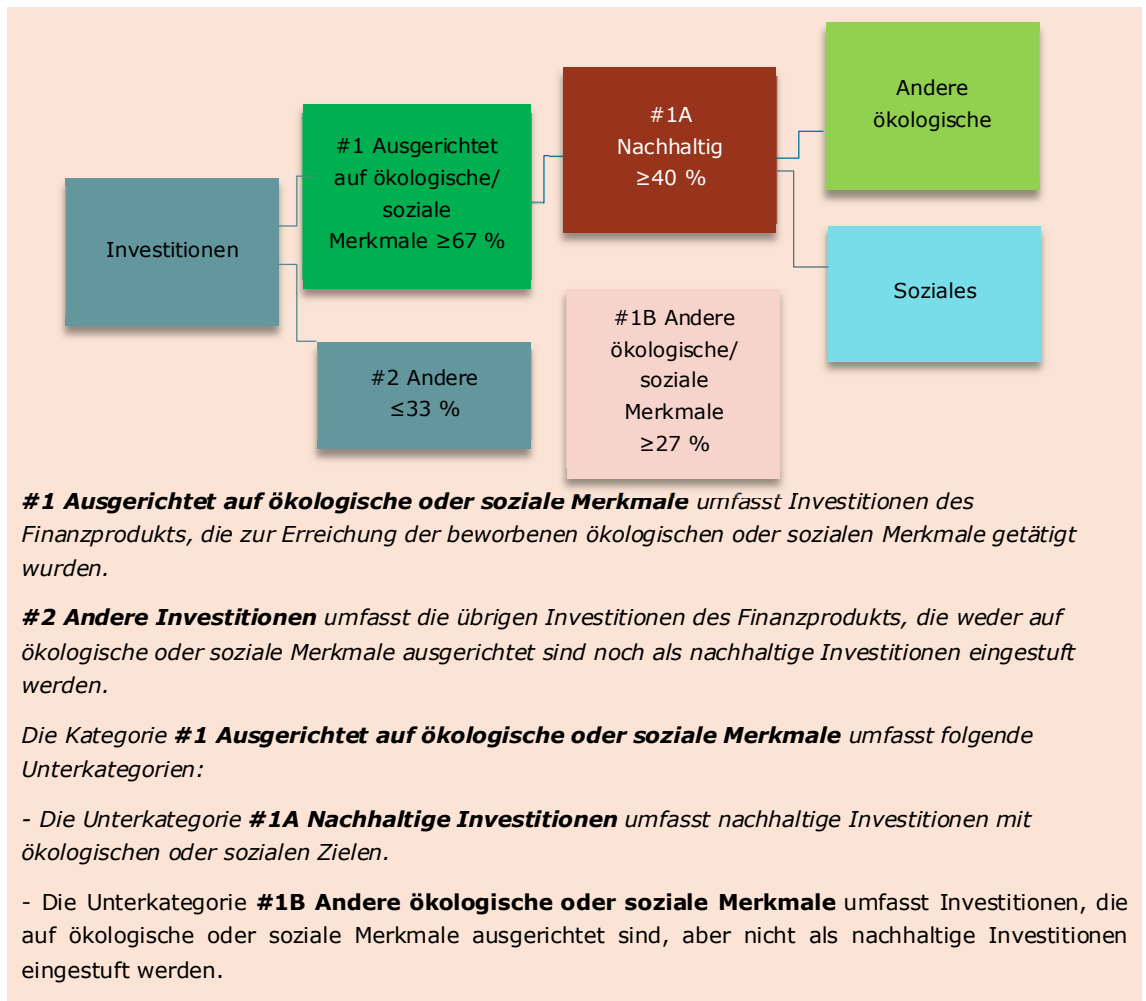 Investitionen
#1 Ausgerichtet
auf ökologische/
soziale
Merkmale ≥67 %
#2 Andere
≤33 %
#1A
Nachhaltig
≥40 %
#1B Andere
ökologische/
soziale
Merkmale
≥27 %
Andere
ökologische
Soziales
#1 Ausgerichtet auf ökologische oder soziale Merkmale umfasst Investitionen des
Finanzprodukts, die zur Erreichung der beworbenen ökologischen oder sozialen Merkmale getätigt
wurden.
#2 Andere Investitionen umfasst die übrigen Investitionen des Finanzprodukts, die weder auf
ökologische oder soziale Merkmale ausgerichtet sind noch als nachhaltige Investitionen eingestuft
werden.
Die Kategorie #1 Ausgerichtet auf ökologische oder soziale Merkmale umfasst folgende
Unterkategorien:
- Die Unterkategorie #1A Nachhaltige Investitionen umfasst nachhaltige Investitionen mit
ökologischen oder sozialen Zielen.
- Die Unterkategorie #1B Andere ökologische oder soziale Merkmale umfasst Investitionen, die
auf ökologische oder soziale Merkmale ausgerichtet sind, aber nicht als nachhaltige Investitionen
eingestuft werden.